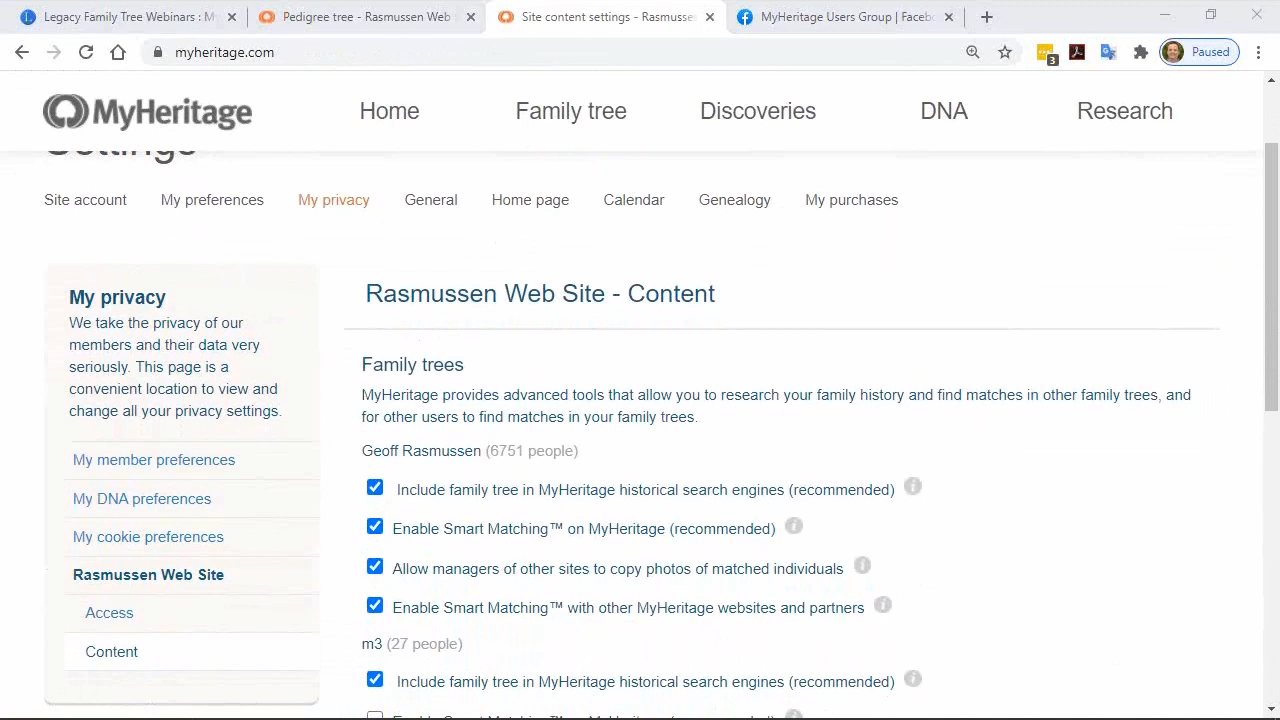 Legacy Family Tree Webinars : My
Pedigree tree - Rasmussen Web
Site content settings - Rasmusse
MyHeritage Users Group | Faceb
myheritage.com
3
Paused
MyHeritage
Home
Family tree
Discoveries
DNA
Research
Settings
Site account
My preferences
My privacy
General
Home page
Calendar
Genealogy
My purchases
My privacy
We take the privacy of our
members and their data very
seriously. This page is a
convenient location to view and
change all your privacy settings.
My member preferences
My DNA preferences
My cookie preferences
Rasmussen Web Site
Access
Content
Rasmussen Web Site - Content
Family trees
MyHeritage provides advanced tools that allow you to research your family history and find matches in other family trees, and
for other users to find matches in your family trees.
Geoff Rasmussen (6751 people)
Include family tree in MyHeritage historical search engines (recommended)
Enable Smart Matching™ on MyHeritage (recommended)
Allow managers of other sites to copy photos of matched individuals
Enable Smart Matching™ with other MyHeritage websites and partners
m3 (27 people)
Include family tree in MyHeritage historical search engines (recommended)